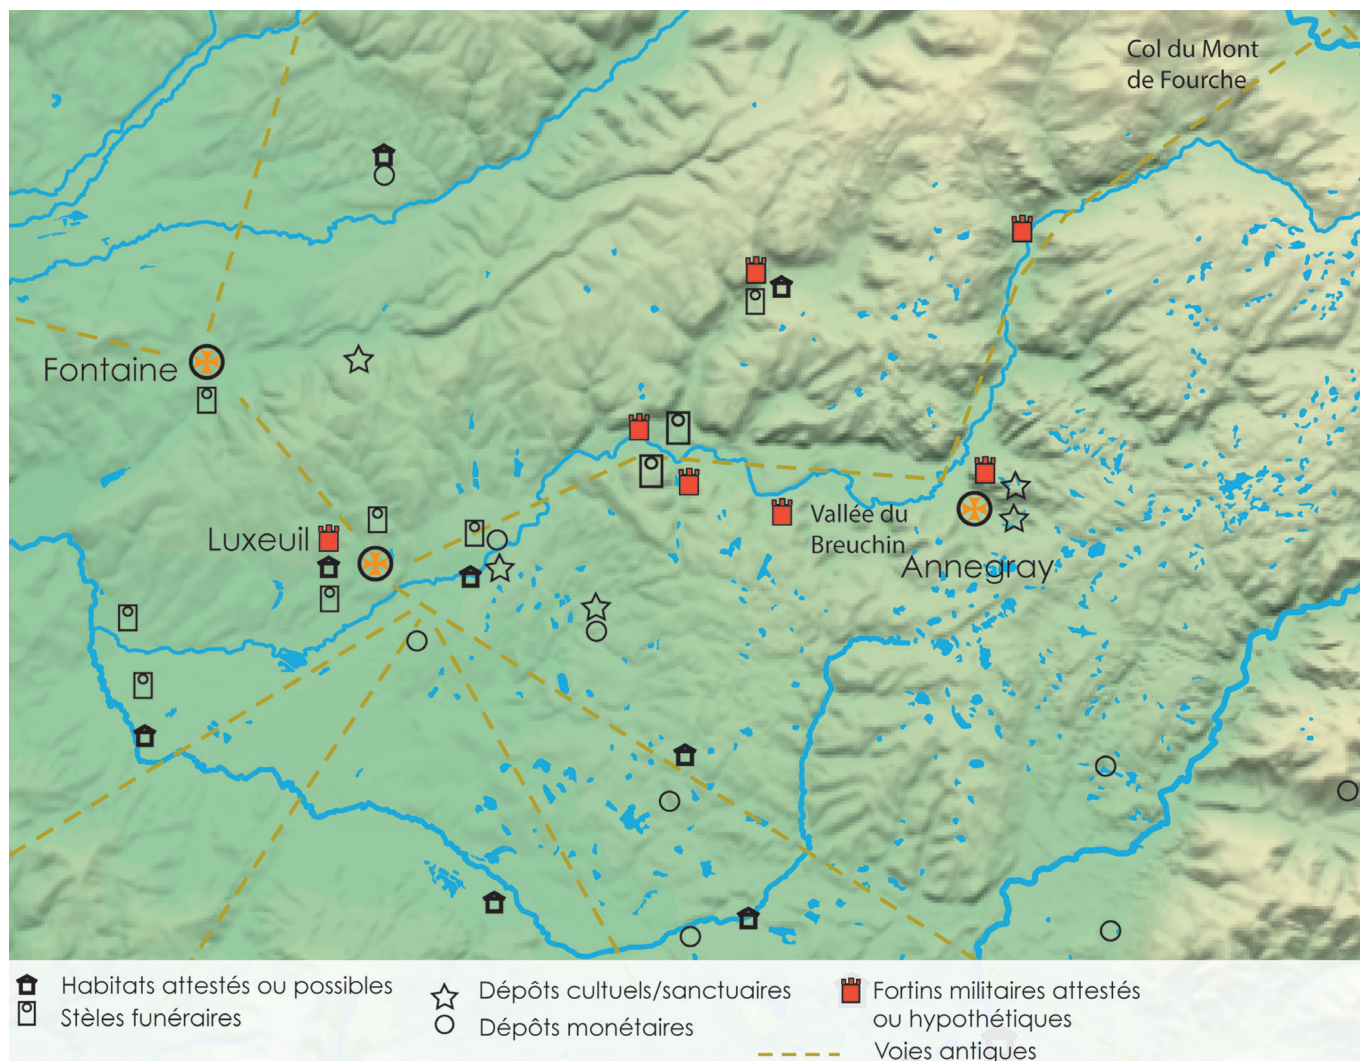 Col du Mont
de Fourche
Fontaine
Luxeuil
Vallée du
Breuchin
Annegray
Habitats attestés ou possibles
Stèles funéraires
Dépôts cultuels/sanctuaires
Dépôts monétaires
Fortins militaires attestés
ou hypothétiques
Voies antiques